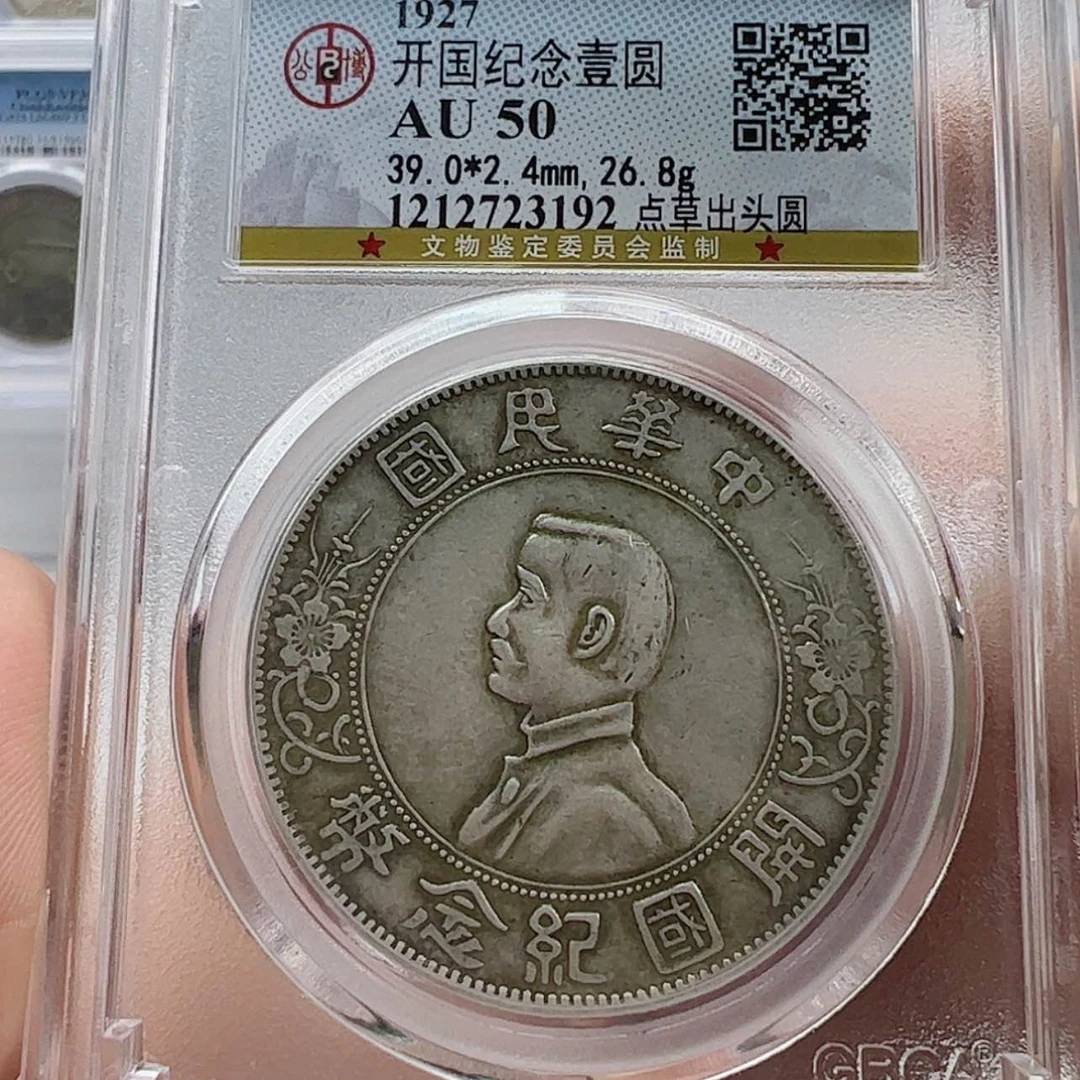 1927
公 博
开国纪念壹圆
AU 50
39.0*2.4mm,26.8g
1212723192 点草出头圆
文物鉴定委员会监制
中華民國
開國紀念幣